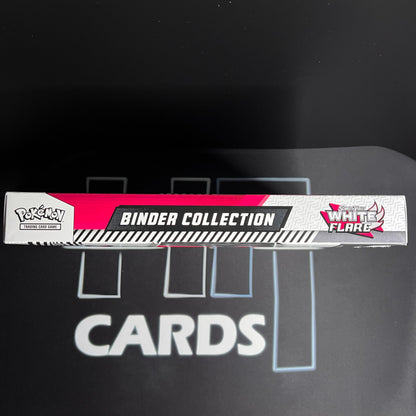 Pokémon
TRADING CARD GAME
BINDER COLLECTION
WHITE
FLARE
CARDS